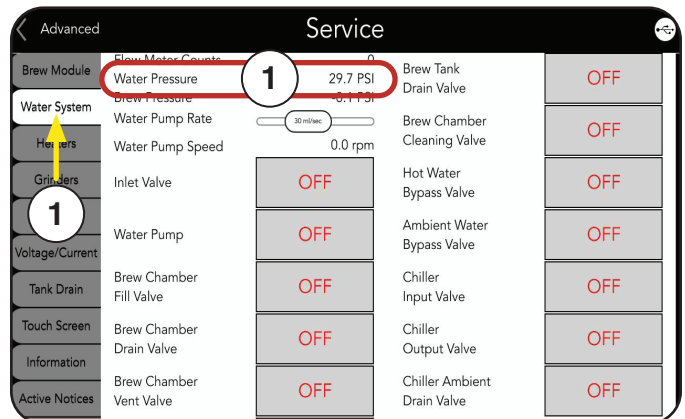 Advanced
Service
Brew Module
Water System
Heaters
Grinders
1
Voltage/Current
Tank Drain
Touch Screen
Information
Active Notices
Flow Meter Counts 0
Water Pressure 1 29.7 PSI
Brew Pressure -0.1 PSI
Water Pump Rate 30 ml/sec
Water Pump Speed 0.0 rpm
Inlet Valve OFF
Water Pump OFF
Brew Chamber
Fill Valve OFF
Brew Chamber
Drain Valve OFF
Brew Chamber
Vent Valve OFF
Brew Tank
Drain Valve OFF
Brew Chamber
Cleaning Valve OFF
Hot Water
Bypass Valve OFF
Ambient Water
Bypass Valve OFF
Chiller
Input Valve OFF
Chiller
Output Valve OFF
Chiller Ambient
Drain Valve OFF